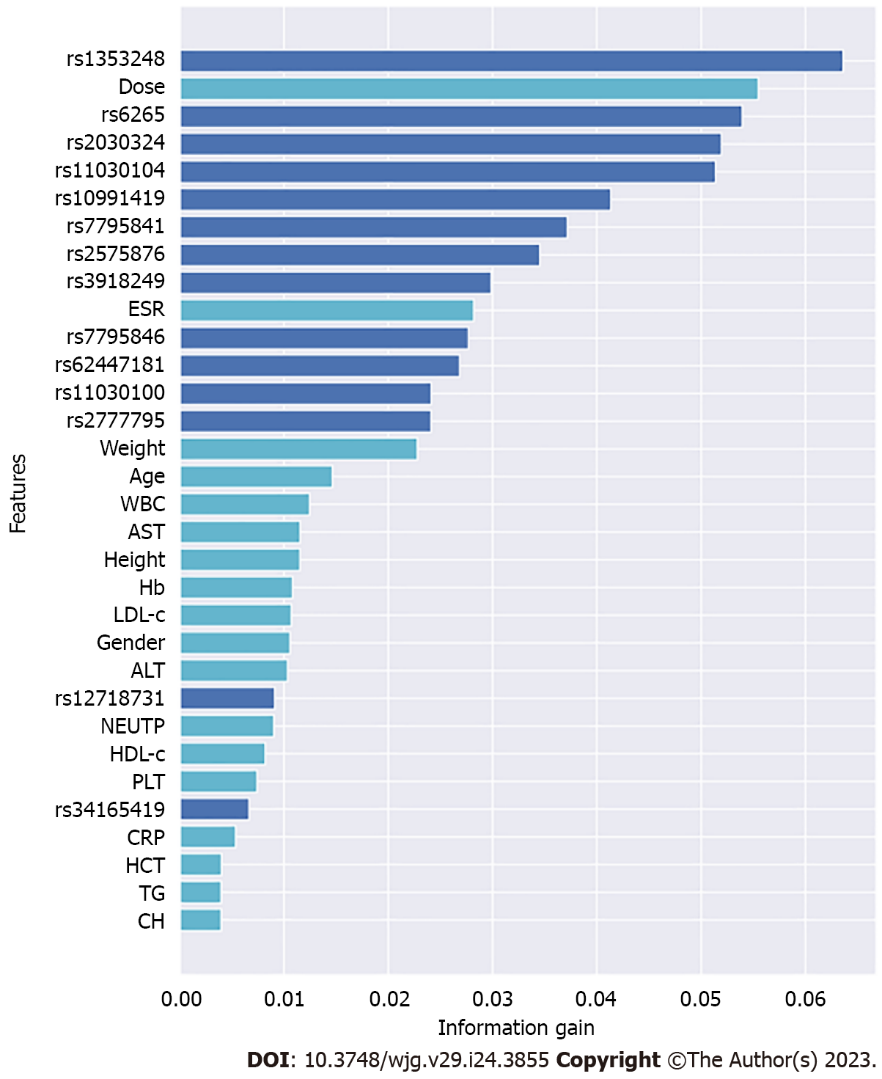 rs1353248
Dose
rs6265
rs2030324
rs11030104
rs10991419
rs7795841
rs2575876
rs3918249
ESR
rs7795846
rs62447181
rs11030100
rs2777795
Weight
Age
WBC
AST
Height
Hb
LDL-c
Gender
ALT
rs12718731
NEUTP
HDL-c
PLT
rs34165419
CRP
HCT
TG
CH
Features
0.00 0.01 0.02 0.03 0.04 0.05 0.06
Information gain
DOI: 10.3748/wjg.v29.i24.3855 Copyright ©The Author(s) 2023.